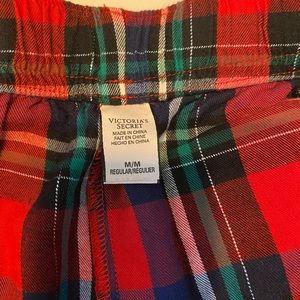 VICTORIA'S
SECRET
MADE IN CHINA
FAIT EN CHINE
HECHO EN CHINA
M/M
REGULAR/REGULIER